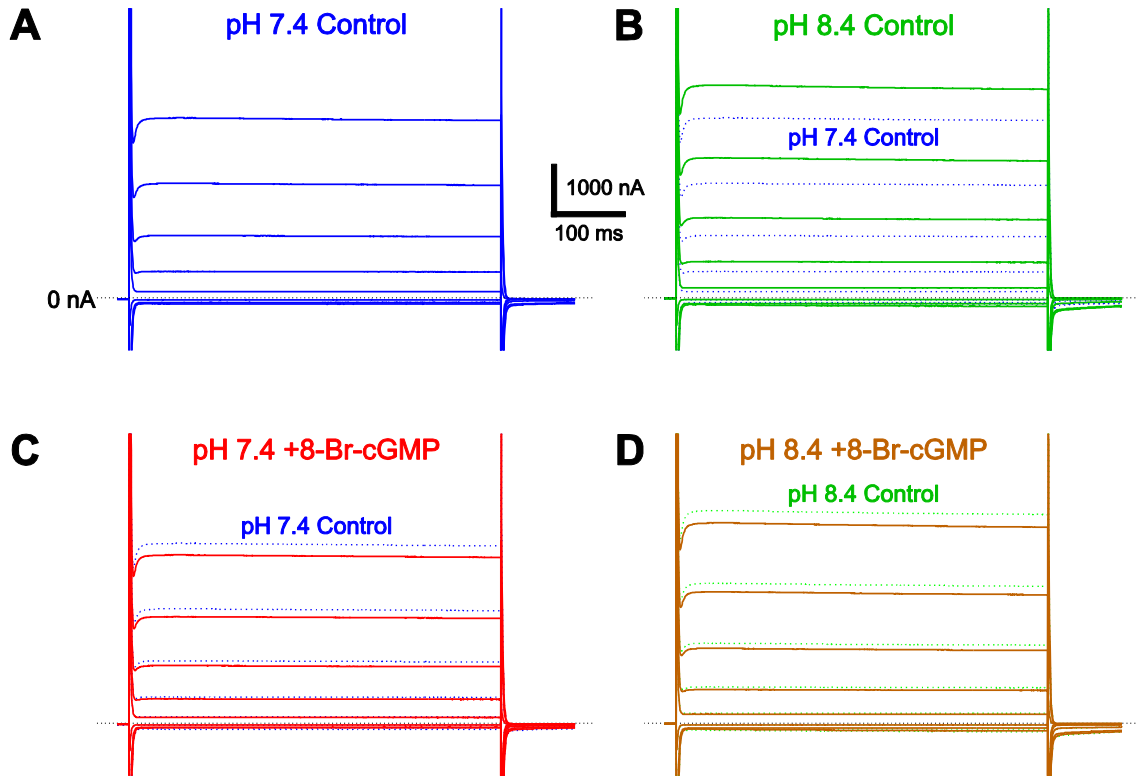 A
pH 7.4 Control
B
pH 8.4 Control
pH 7.4 Control
1000 nA
100 ms
0 nA
C
pH 7.4 +8-Br-cGMP
D
pH 8.4 +8-Br-cGMP
pH 7.4 Control
pH 8.4 Control